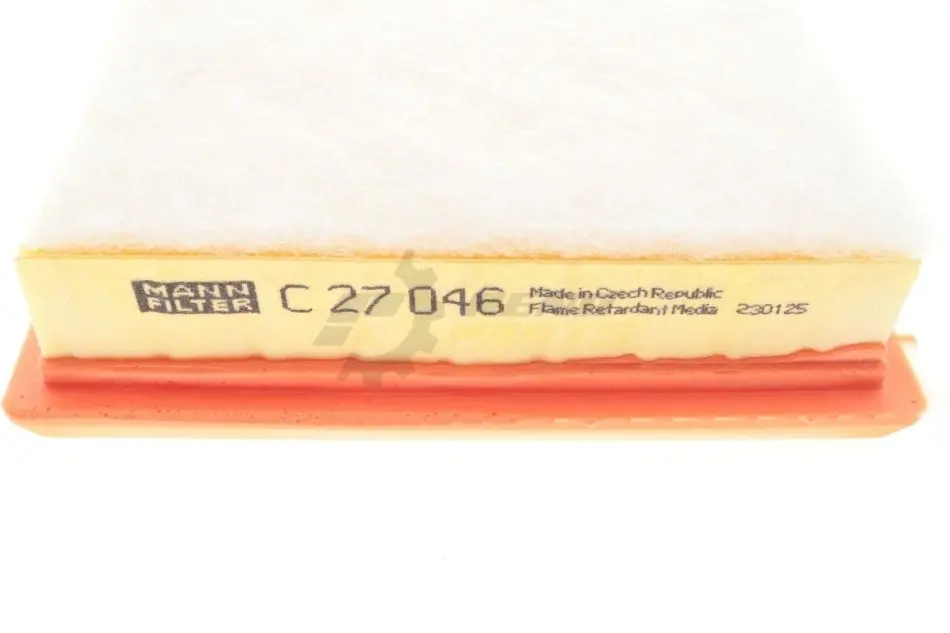 MANN
FILTER
C 27 046
Made in Czech Republic
Flame Retardant Media 230125